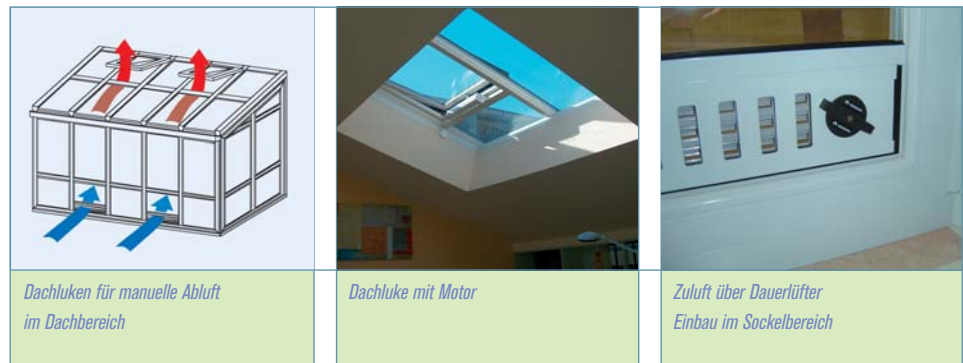 Dachluken für manuelle Abluft
im Dachbereich
Dachluke mit Motor
Zuluft über Dauerlüfter
Einbau im Sockelbereich